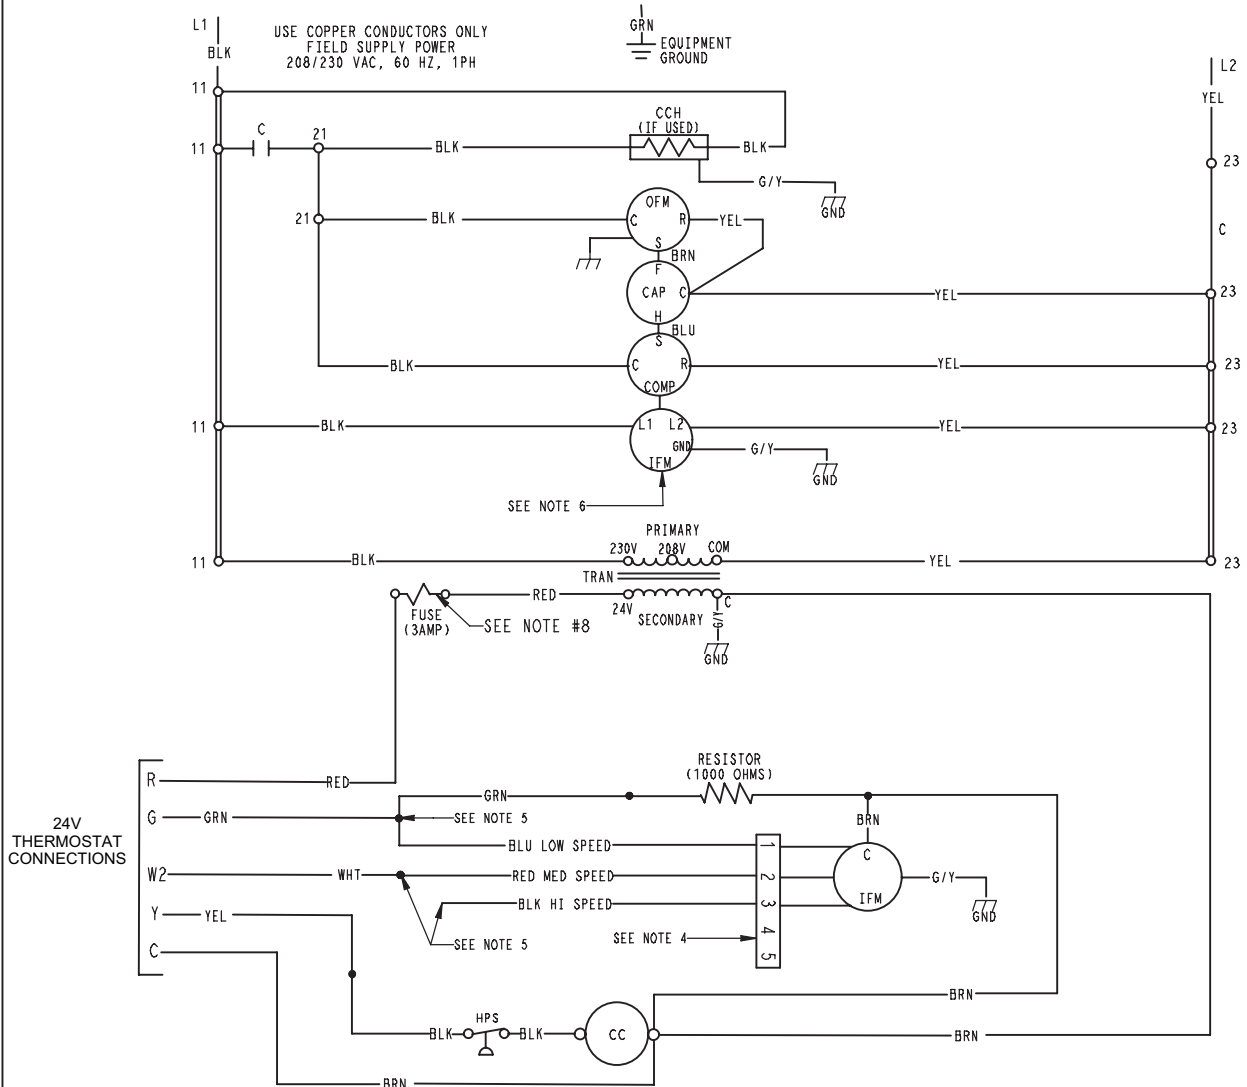 L1
BLK
USE COPPER CONDUCTORS ONLY
FIELD SUPPLY POWER
208/230 VAC, 60 HZ, 1PH
GRN
EQUIPMENT
GROUND
L2
YEL
11
CCH
(IF USED)
11
C
21
BLK
BLK
23
G/Y
GND
21
BLK
OFM
C
R
S
YEL
C
BRN
F
CAP
C
H
YEL
23
BLU
S
BLK
C
R
COMP
YEL
23
11
BLK
L1
L2
GND
IFM
YEL
23
G/Y
GND
SEE NOTE 6
PRIMARY
230V
208V
COM
11
BLK
YEL
23
TRAN
RED
24V
SECONDARY
C
G/Y
GND
FUSE
(3AMP)
SEE NOTE #8
RESISTOR
(1000 OHMS)
24V
THERMOSTAT
CONNECTIONS
R
RED
GRN
G
GRN
SEE NOTE 5
BRN
BLU LOW SPEED
1
C
W2
WHT
RED MED SPEED
2
IFM
G/Y
GND
BLK HI SPEED
3
Y
YEL
SEE NOTE 5
SEE NOTE 4
4
C
5
BRN
HPS
BLK
BLK
CC
BRN
BRN